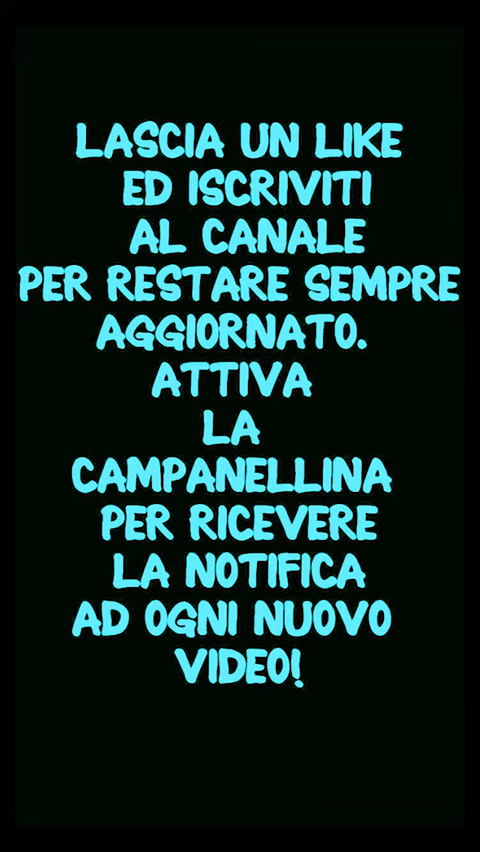 LASCIA UN LIKE
ED ISCRIVITI
AL CANALE
PER RESTARE SEMPRE
AGGIORNATO.
ATTIVA
LA
CAMPANELLINA
PER RICEVERE
LA NOTIFICA
AD OGNI NUOVO
VIDEO!